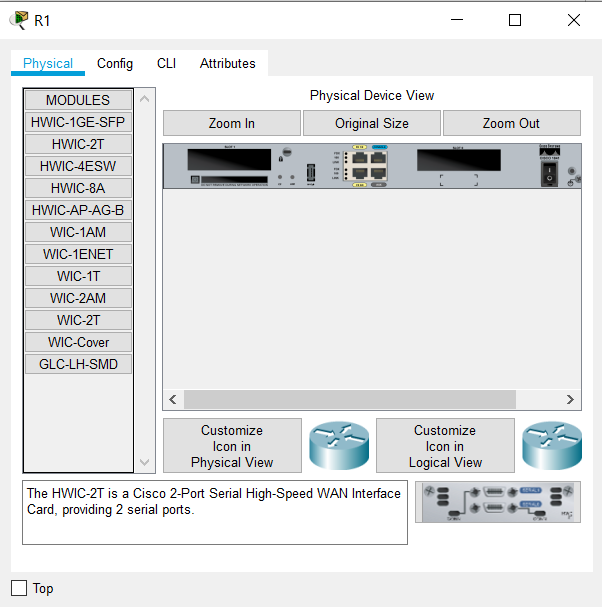 R1
Physical
Config
CLI
Attributes
MODULES
HWIC-1GE-SFP
HWIC-2T
HWIC-4ESW
HWIC-8A
HWIC-AP-AG-B
WIC-1AM
WIC-1ENET
WIC-1T
WIC-2AM
WIC-2T
WIC-Cover
GLC-LH-SMD
Physical Device View
Zoom In
Original Size
Zoom Out
Customize
Icon in
Physical View
Customize
Icon in
Logical View
The HWIC-2T is a Cisco 2-Port Serial High-Speed WAN Interface
Card, providing 2 serial ports.
Top